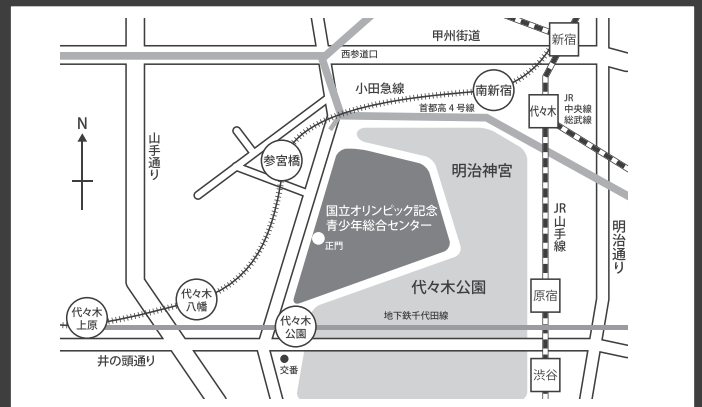 甲州街道
新宿
西参道口
小田急線
南新宿
首都高4号線
代々木
JR
中央線
総武線
N
山手通り
参宮橋
明治神宮
国立オリンピック記念
青少年総合センター
正門
JR山手線
明治通り
代々木公園
代々木
八幡
原宿
代々木
上原
代々木
公園
地下鉄千代田線
井の頭通り
交番
渋谷